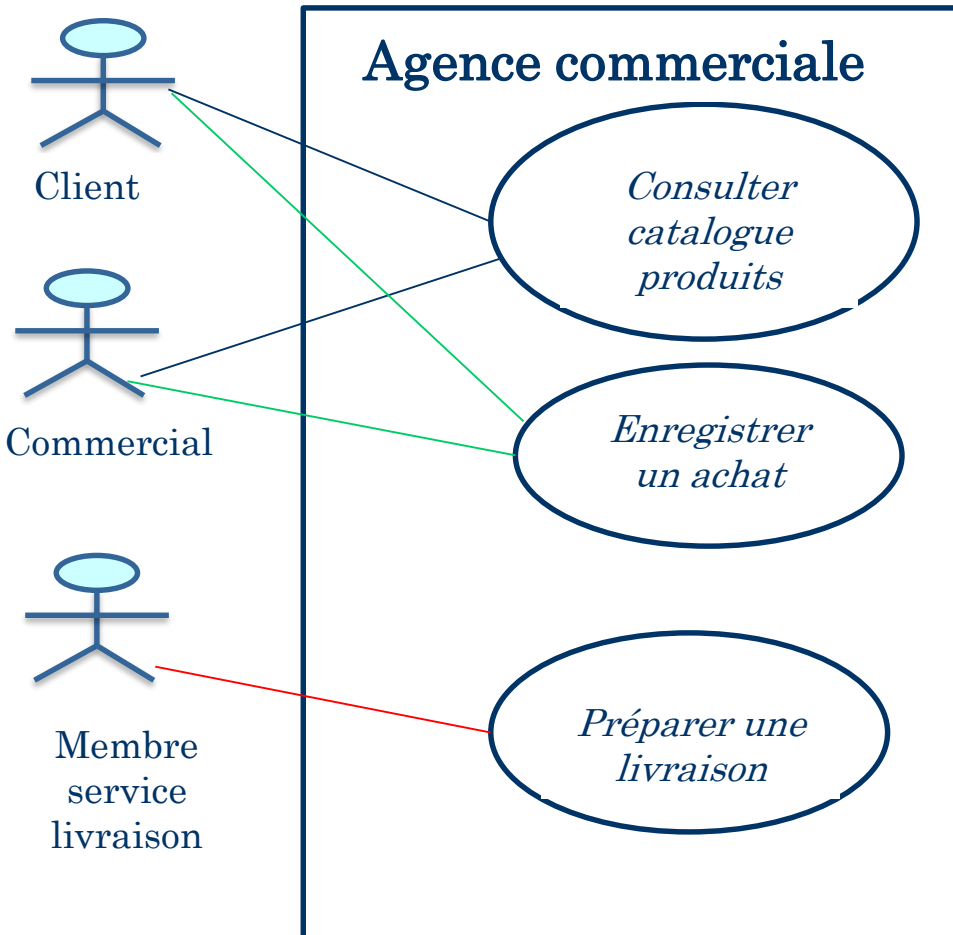 Agence commerciale
Client
Consulter
catalogue
produits
Commercial
Enregistrer
un achat
Membre
service
livraison
Préparer une
livraison